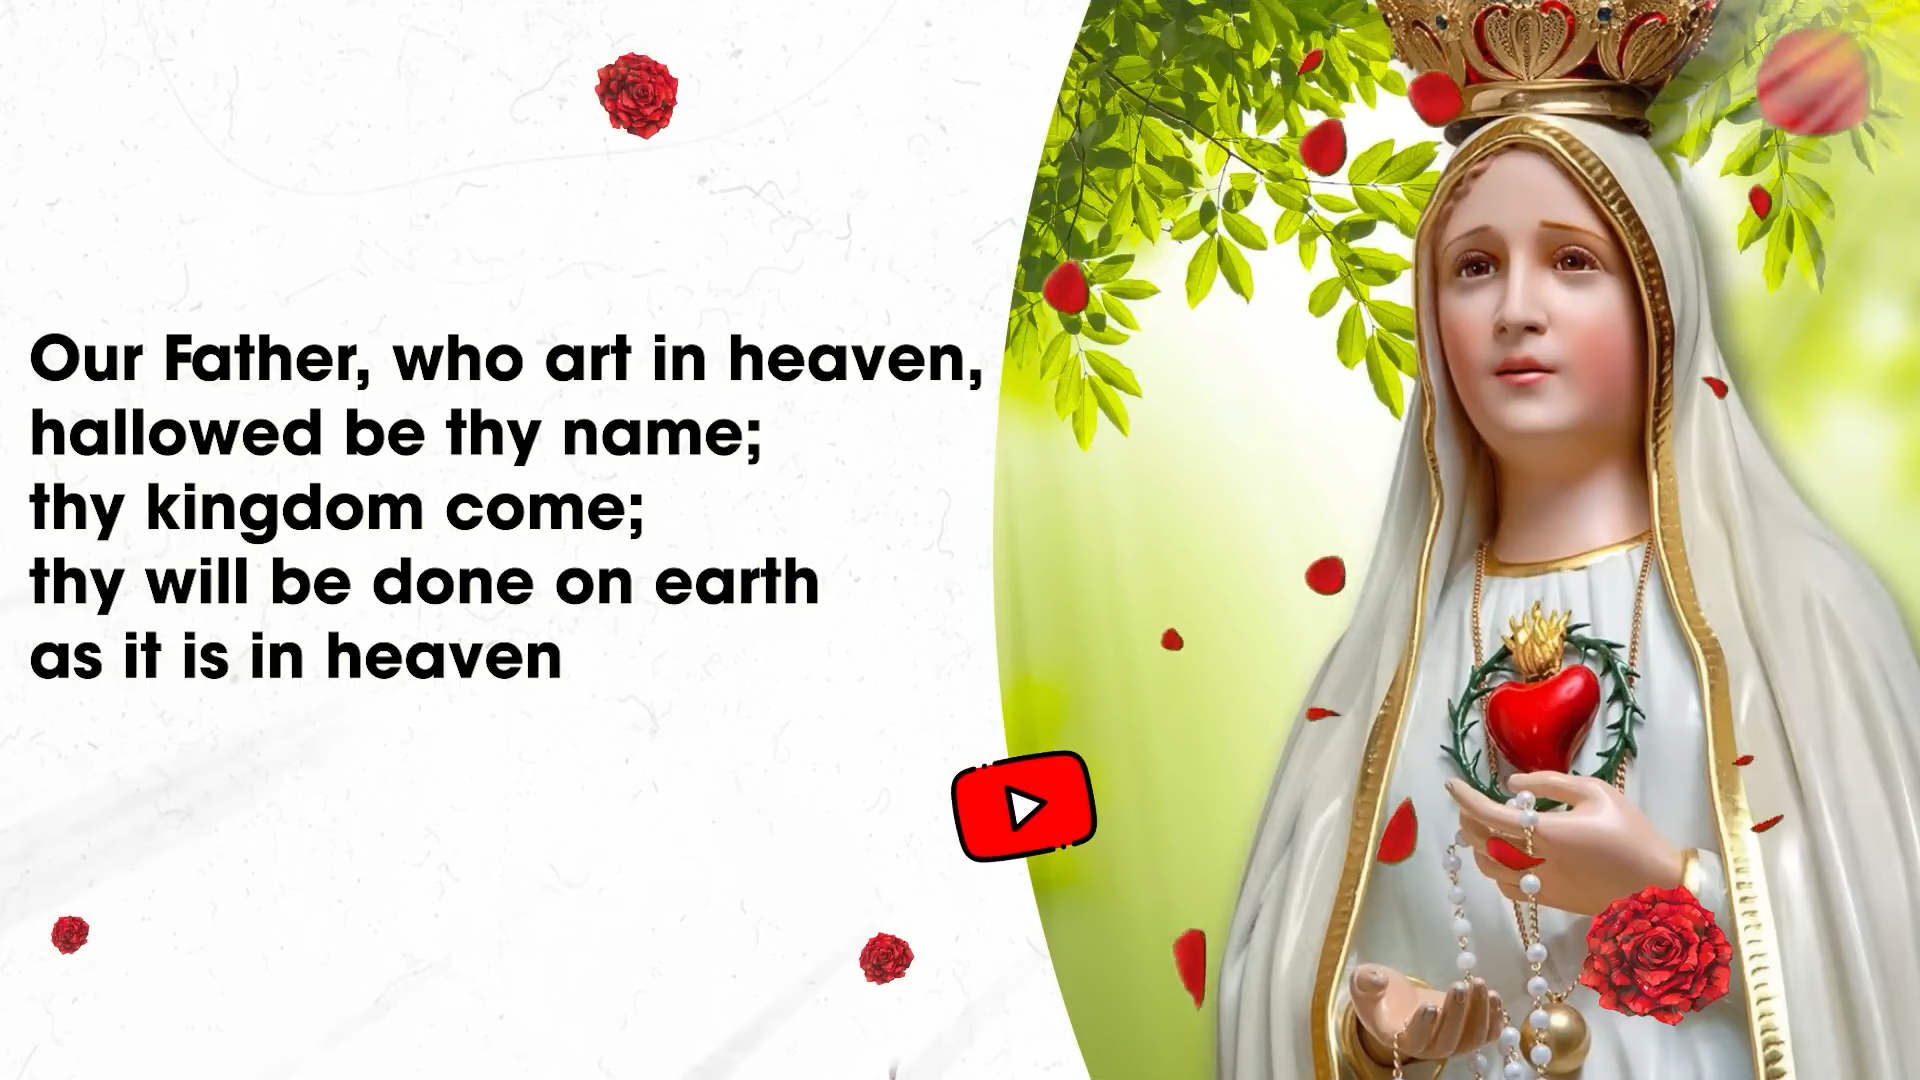 Our Father, who art in heaven,
hallowed be thy name;
thy kingdom come;
thy will be done on earth
as it is in heaven